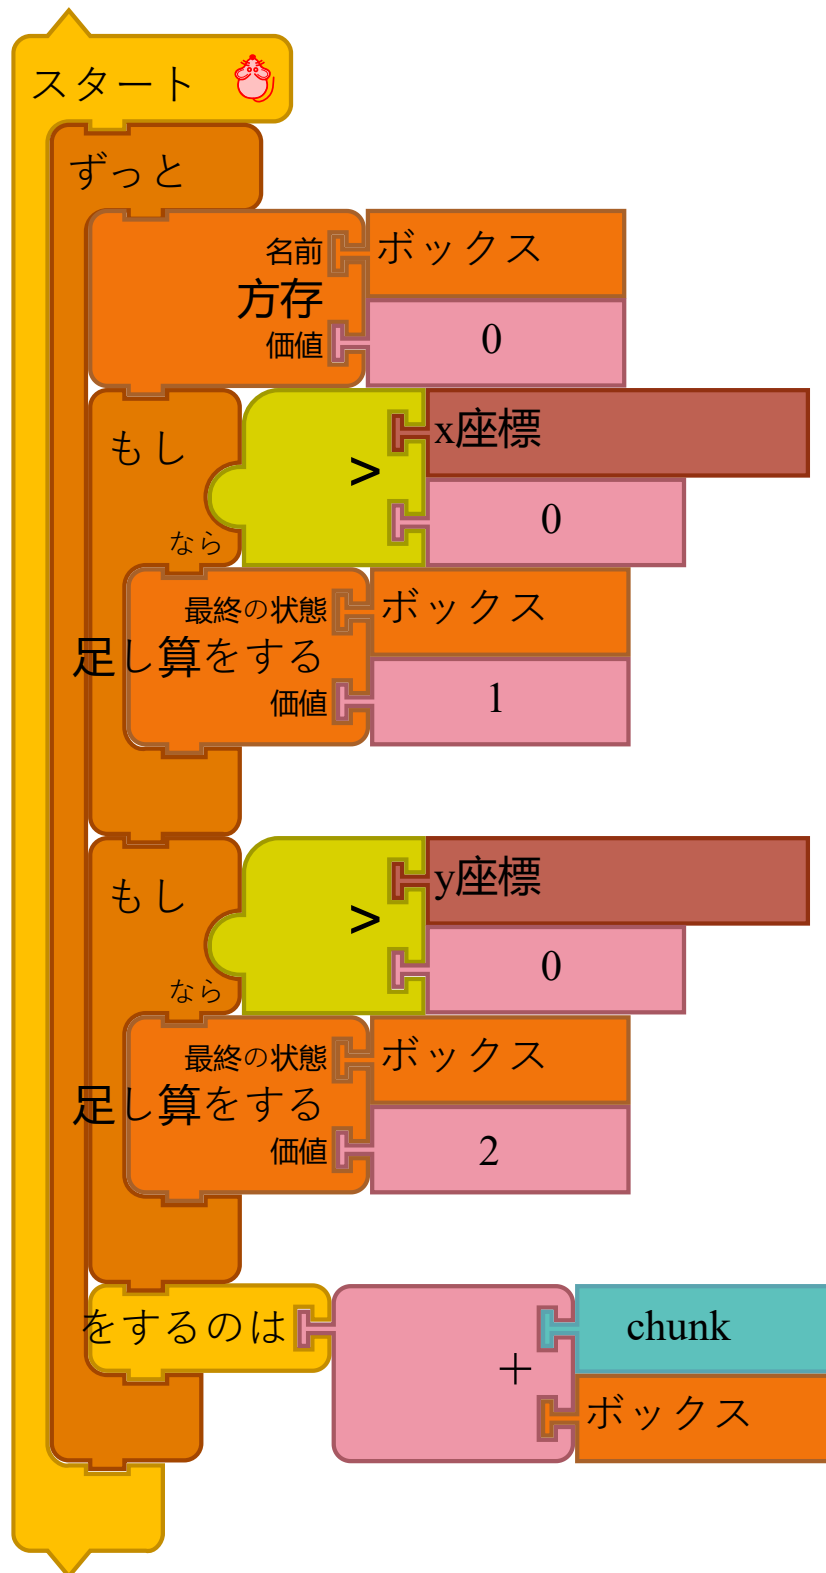 スタート
ずっと
名前 ボックス
方存
価値 0
もし > x座標
0
なら
最終の状態 ボックス
足し算をする
価値 1
もし > y座標
0
なら
最終の状態 ボックス
足し算をする
価値 2
をするのは + chunk
ボックス